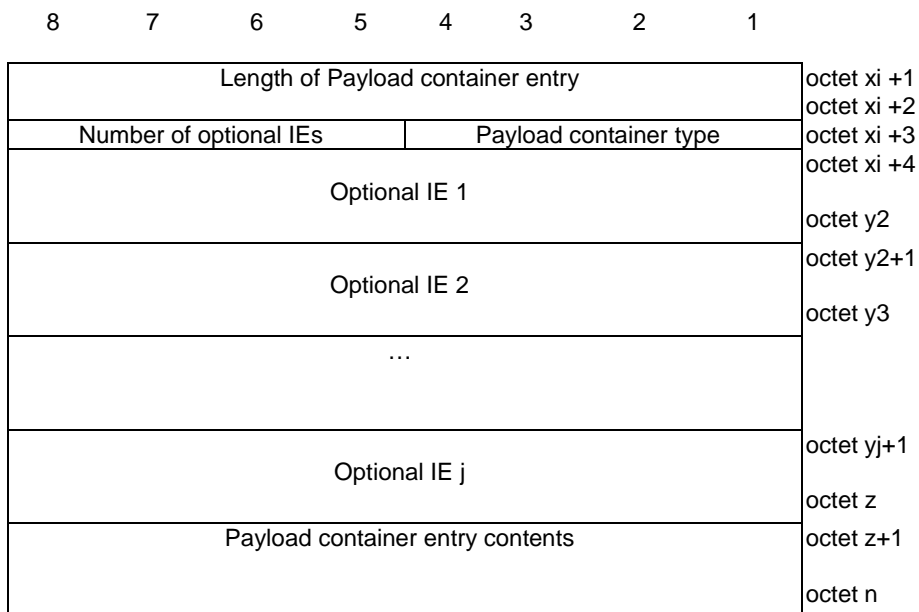 8 7 6 5 4 3 2 1
Length of Payload container entry octet xi +1
octet xi +2
Number of optional IEs Payload container type octet xi +3
octet xi +4
Optional IE 1
octet y2
octet y2+1
Optional IE 2
octet y3
…
octet yj+1
Optional IE j
octet z
Payload container entry contents octet z+1
octet n